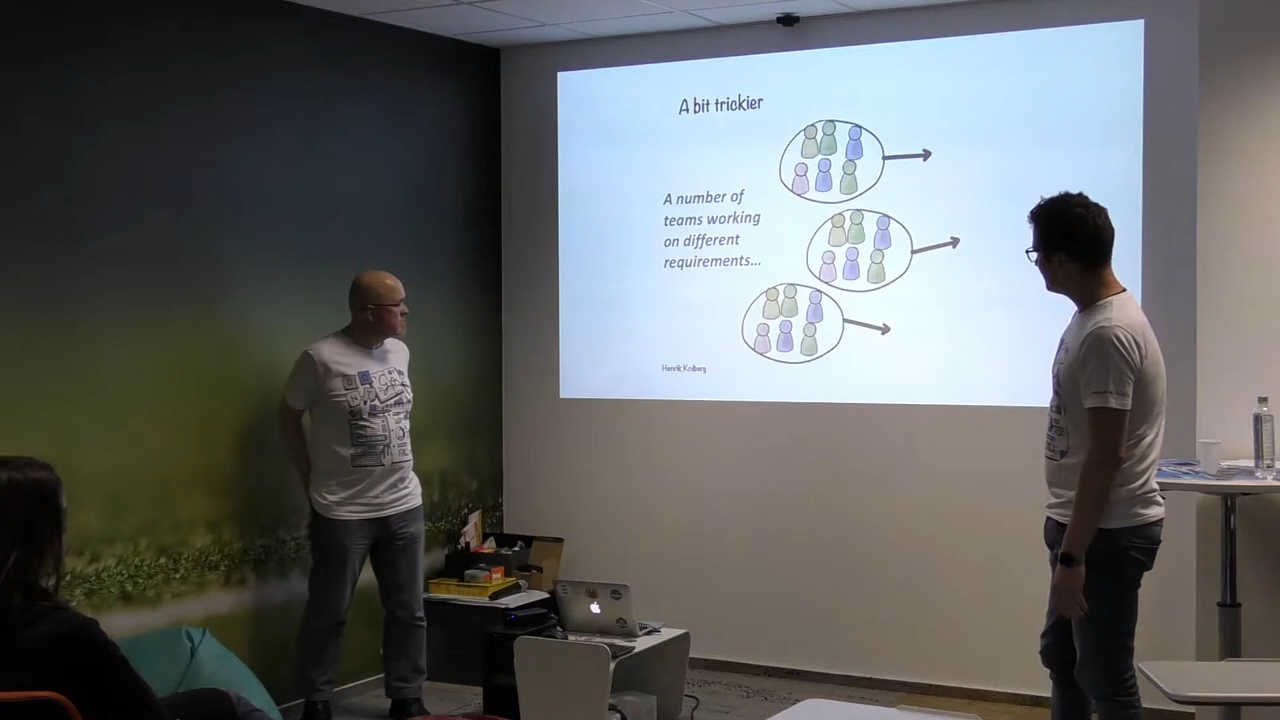 A bit trickier
A number of
teams working
on different
requirements...
Henrik Kniberg